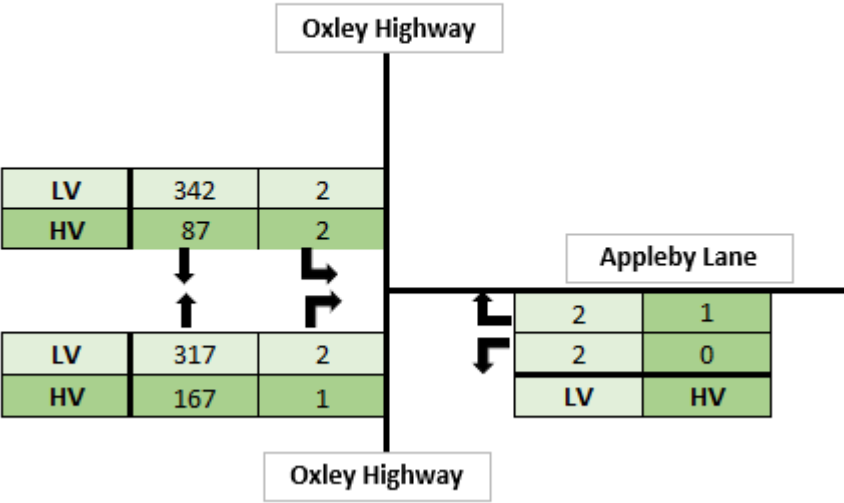 Oxley Highway
LV 342 2
HV 87 2
Appleby Lane
2 1
2 0
LV HV
LV 317 2
HV 167 1
Oxley Highway